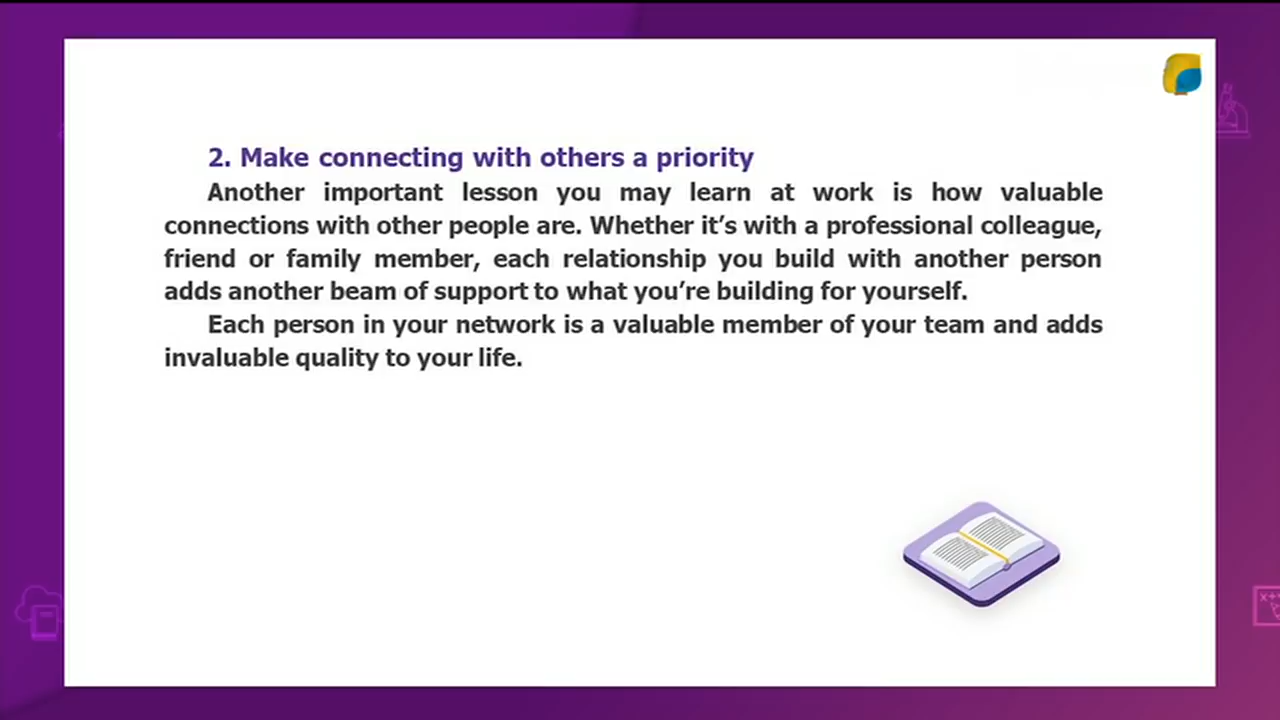 2. Make connecting with others a priority
Another important lesson you may learn at work is how valuable
connections with other people are. Whether it’s with a professional colleague,
friend or family member, each relationship you build with another person
adds another beam of support to what you’re building for yourself.
Each person in your network is a valuable member of your team and adds
invaluable quality to your life.